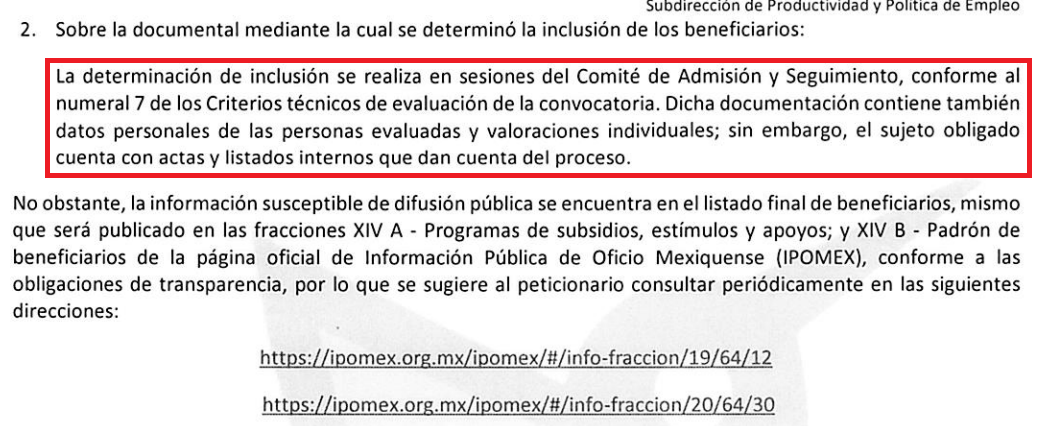 Subdirección de Productividad y Política de Empleo
2. Sobre la documental mediante la cual se determinó la inclusión de los beneficiarios:
La determinación de inclusión se realiza en sesiones del Comité de Admisión y Seguimiento, conforme al
numeral 7 de los Criterios técnicos de evaluación de la convocatoria. Dicha documentación contiene también
datos personales de las personas evaluadas y valoraciones individuales; sin embargo, el sujeto obligado
cuenta con actas y listados internos que dan cuenta del proceso.
No obstante, la información susceptible de difusión pública se encuentra en el listado final de beneficiarios, mismo
que será publicado en las fracciones XIV A - Programas de subsidios, estímulos y apoyos; y XIV B - Padrón de
beneficiarios de la página oficial de Información Pública de Oficio Mexiquense (IPOMEX), conforme a las
obligaciones de transparencia, por lo que se sugiere al peticionario consultar periódicamente en las siguientes
direcciones:
https://ipomex.org.mx/ipomex/#/info-fraccion/19/64/12
https://ipomex.org.mx/ipomex/#/info-fraccion/20/64/30